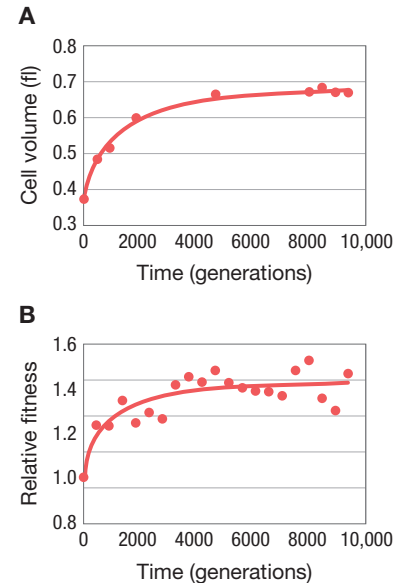 A
Cell volume (fl)
0.8
0.7
0.6
0.5
0.4
0.3
0 2000 4000 6000 8000 10,000
Time (generations)
B
Relative fitness
1.6
1.4
1.2
1.0
0.8
0 2000 4000 6000 8000 10,000
Time (generations)